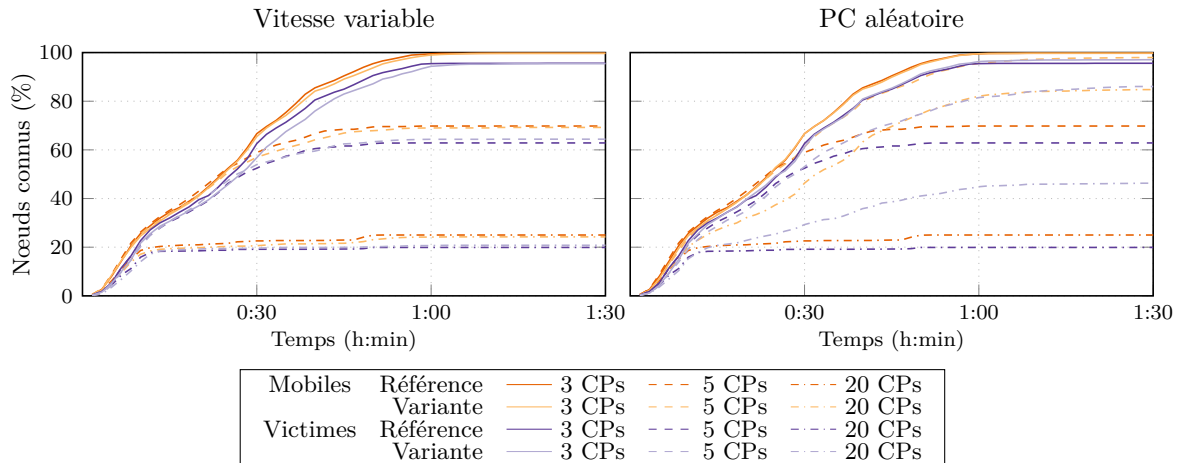 Vitesse variable
PC aléatoire
Nœuds connus (%)
100
80
60
40
20
0
0:30
1:00
1:30
0:30
1:00
1:30
Temps (h:min)
Temps (h:min)
Mobiles Référence 3 CPs 5 CPs 20 CPs
Variante 3 CPs 5 CPs 20 CPs
Victimes Référence 3 CPs 5 CPs 20 CPs
Variante 3 CPs 5 CPs 20 CPs